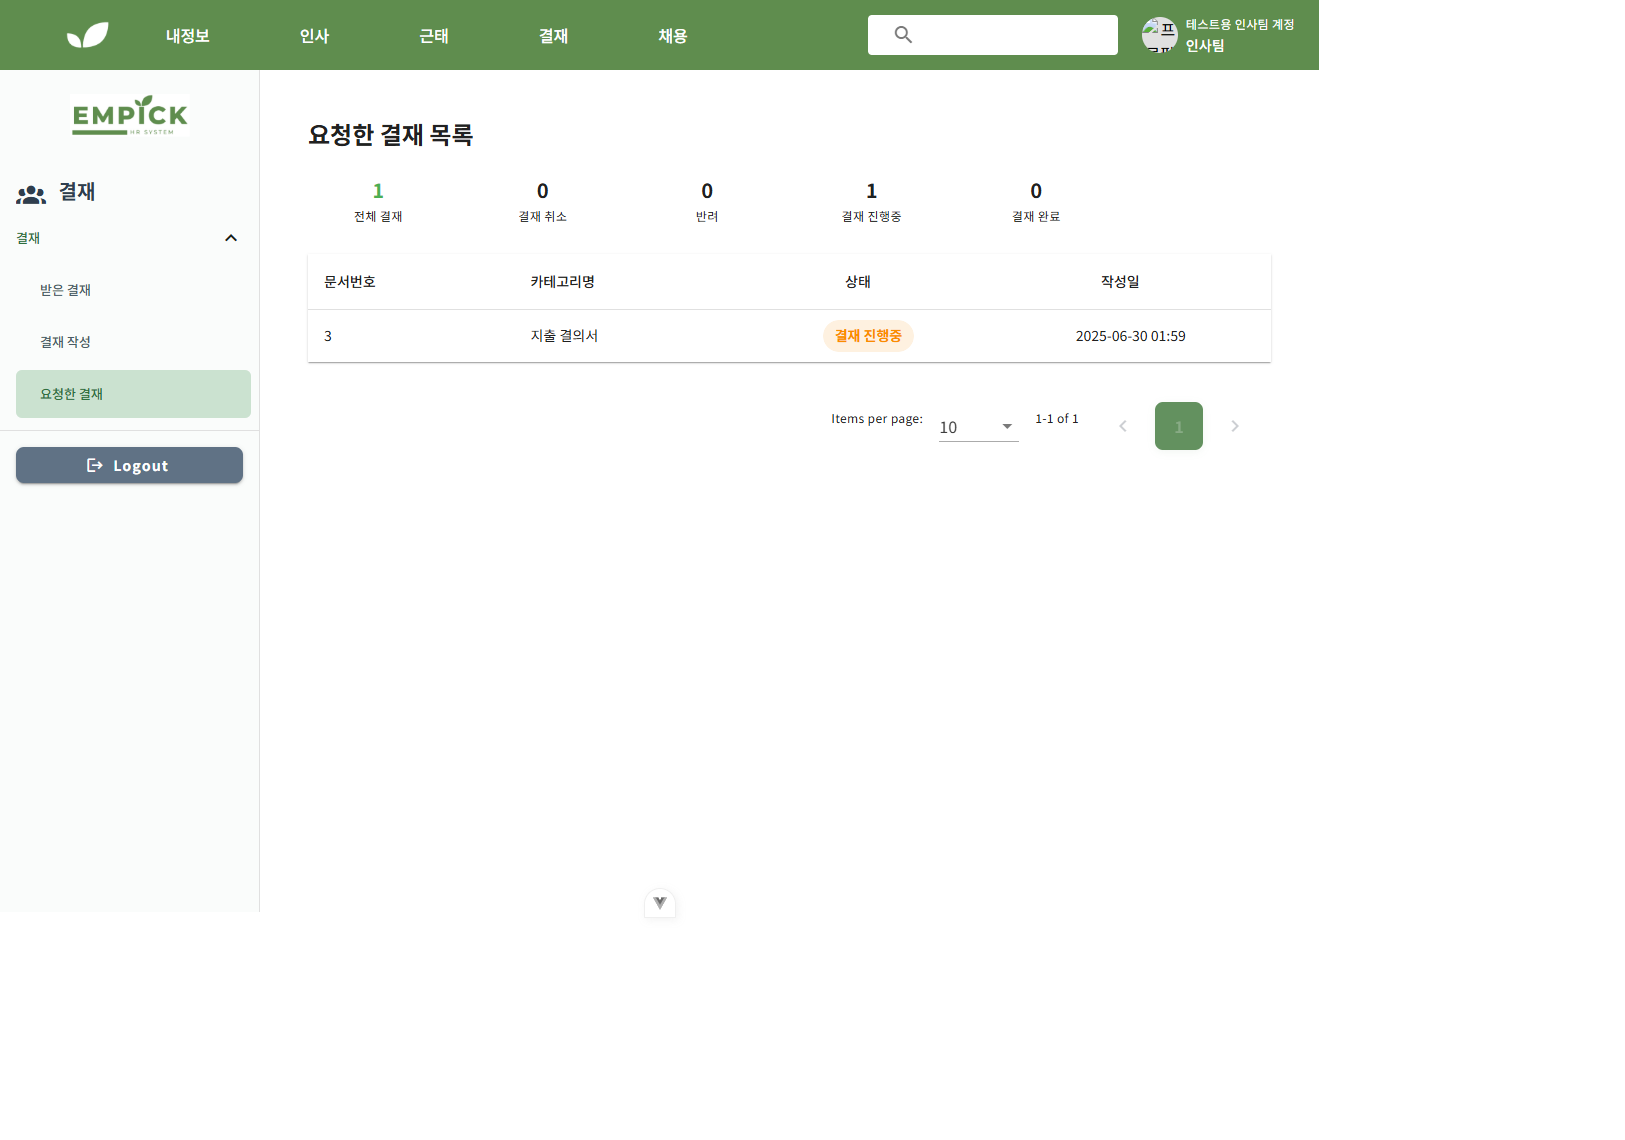 내정보
인사
근태
결재
채용
테스트용 인사팀 계정
인사팀
EMPICK
HR SYSTEM
결재
결재
받은 결재
결재 작성
요청한 결재
Logout
요청한 결재 목록
1
0
0
1
0
전체 결재
결재 취소
반려
결재 진행중
결재 완료
문서번호 카테고리명 상태 작성일
3 지출 결의서 결재 진행중 2025-06-30 01:59
Items per page:
10
1-1 of 1
1